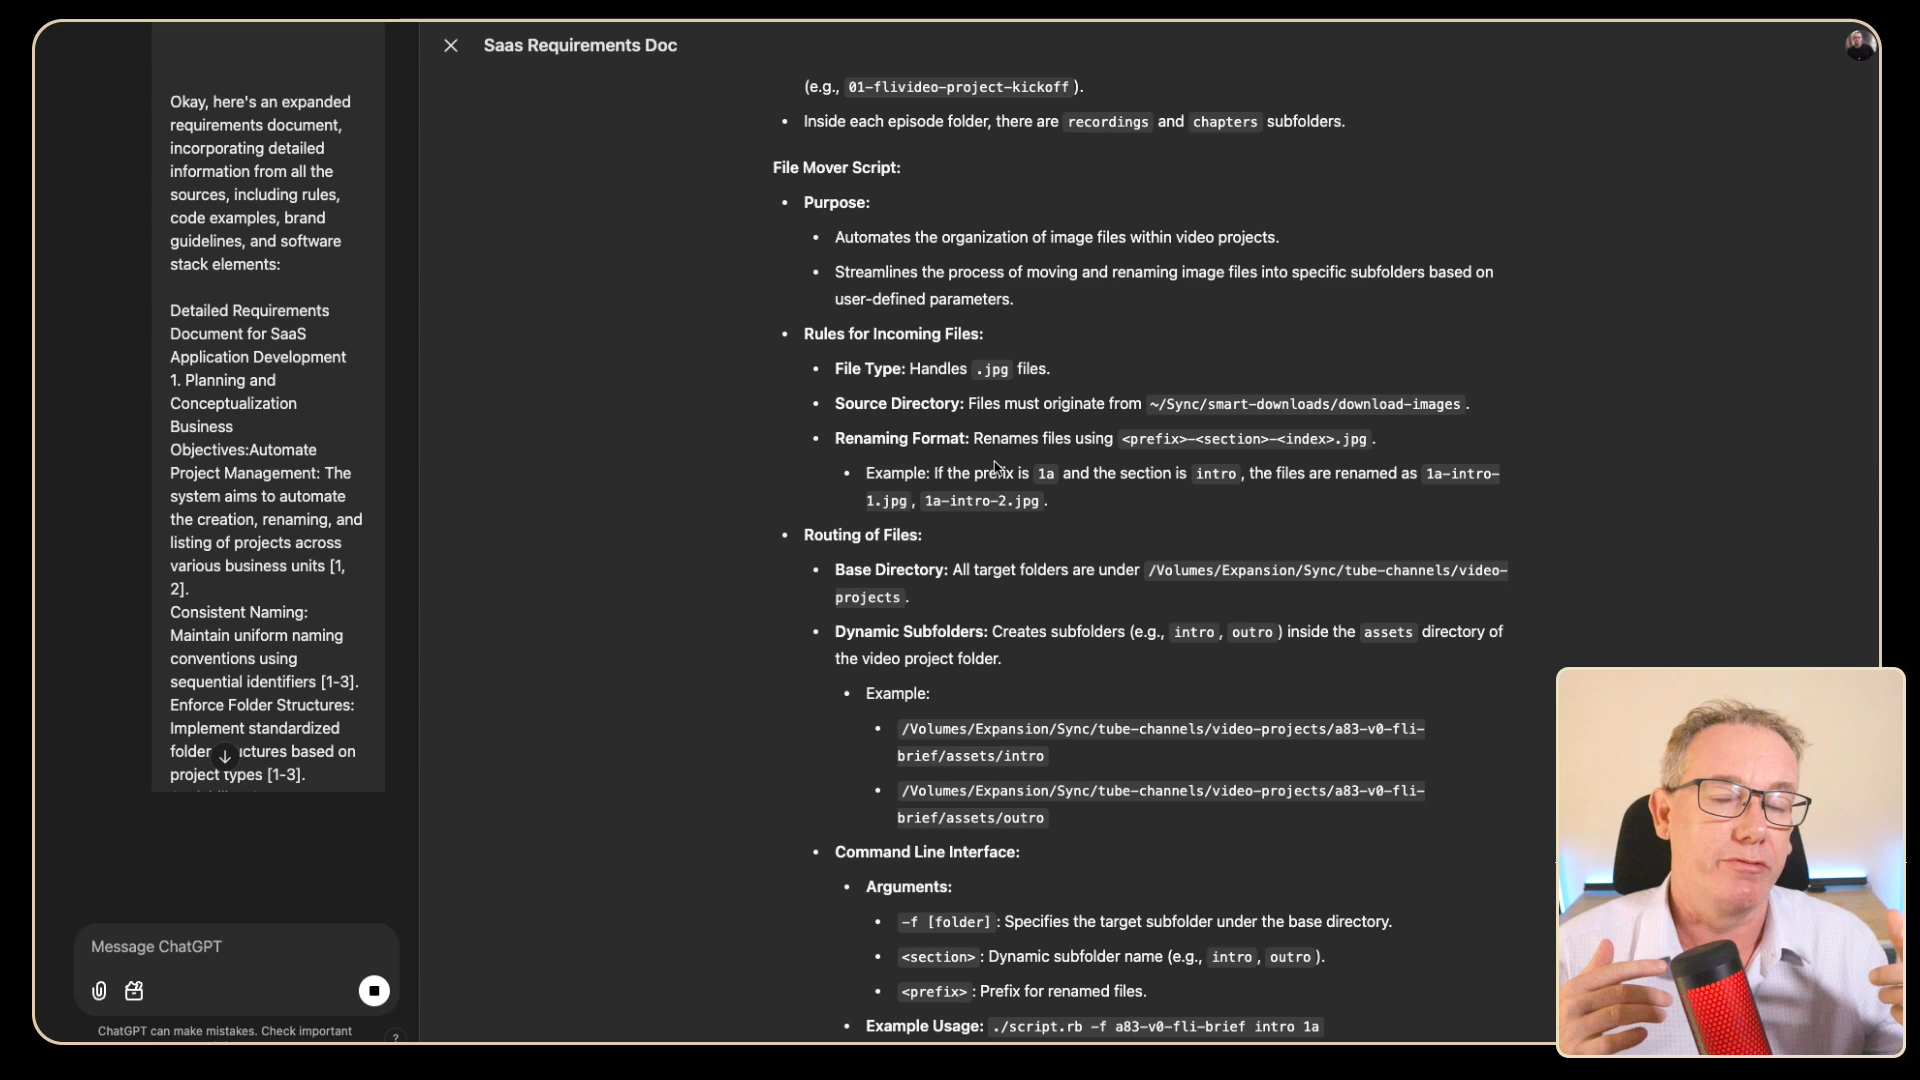 Okay, here's an expanded
requirements document,
incorporating detailed
information from all the
sources, including rules,
code examples, brand
guidelines, and software
stack elements:
Detailed Requirements
Document for SaaS
Application Development
1. Planning and
Conceptualization
Business
Objectives:Automate
Project Management: The
system aims to automate
the creation, renaming, and
listing of projects across
various business units [1,
2].
Consistent Naming:
Maintain uniform naming
conventions using
sequential identifiers [1-3].
Enforce Folder Structures:
Implement standardized
folder structures based on
project types [1-3].
Message ChatGPT
ChatGPT can make mistakes. Check important
?
Saas Requirements Doc
(e.g., 01-flivideo-project-kickoff ).
• Inside each episode folder, there are recordings and chapters subfolders.
File Mover Script:
• Purpose:
• Automates the organization of image files within video projects.
• Streamlines the process of moving and renaming image files into specific subfolders based on
user-defined parameters.
• Rules for Incoming Files:
• File Type: Handles .jpg files.
• Source Directory: Files must originate from ~/Sync/smart-downloads/download-images .
• Renaming Format: Renames files using <prefix>-<section>-<index>.jpg .
• Example: If the prefix is 1a and the section is intro , the files are renamed as 1a-intro-
1.jpg , 1a-intro-2.jpg .
• Routing of Files:
• Base Directory: All target folders are under /Volumes/Expansion/Sync/tube-channels/video-
projects .
• Dynamic Subfolders: Creates subfolders (e.g., intro , outro ) inside the assets directory of
the video project folder.
• Example:
• /Volumes/Expansion/Sync/tube-channels/video-projects/a83-v0-fli-
brief/assets/intro
• /Volumes/Expansion/Sync/tube-channels/video-projects/a83-v0-fli-
brief/assets/outro
• Command Line Interface:
• Arguments:
• -f [folder] : Specifies the target subfolder under the base directory.
• <section> : Dynamic subfolder name (e.g., intro , outro ).
• <prefix> : Prefix for renamed files.
• Example Usage: ./script.rb -f a83-v0-fli-brief intro 1a